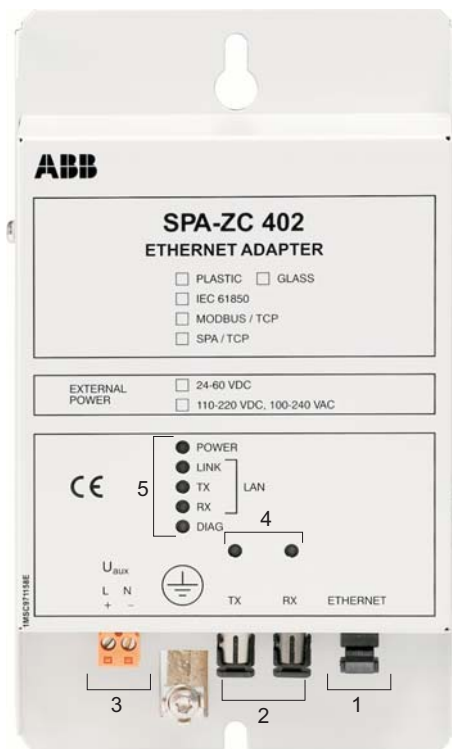 ABB
SPA-ZC 402
ETHERNET ADAPTER
PLASTIC GLASS
IEC 61850
MODBUS / TCP
SPA / TCP
EXTERNAL POWER
24-60 VDC
110-220 VDC, 100-240 VAC
POWER
LINK
TX
RX
LAN
DIAG
CE
5
4
Uaux
L N
+ −
TX RX ETHERNET
1MSC971158E
3
2
1